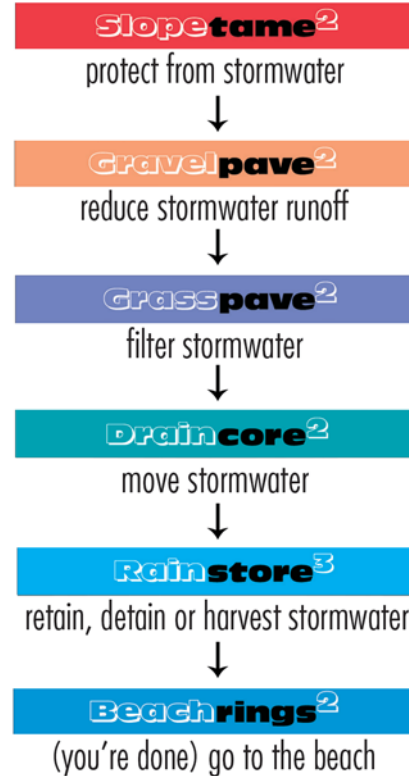 Slopetame²
protect from stormwater
↓
Gravelpave²
reduce stormwater runoff
↓
Grasspave²
filter stormwater
↓
Draincore²
move stormwater
↓
Rainstore³
retain, detain or harvest stormwater
↓
Beachrings²
(you're done) go to the beach